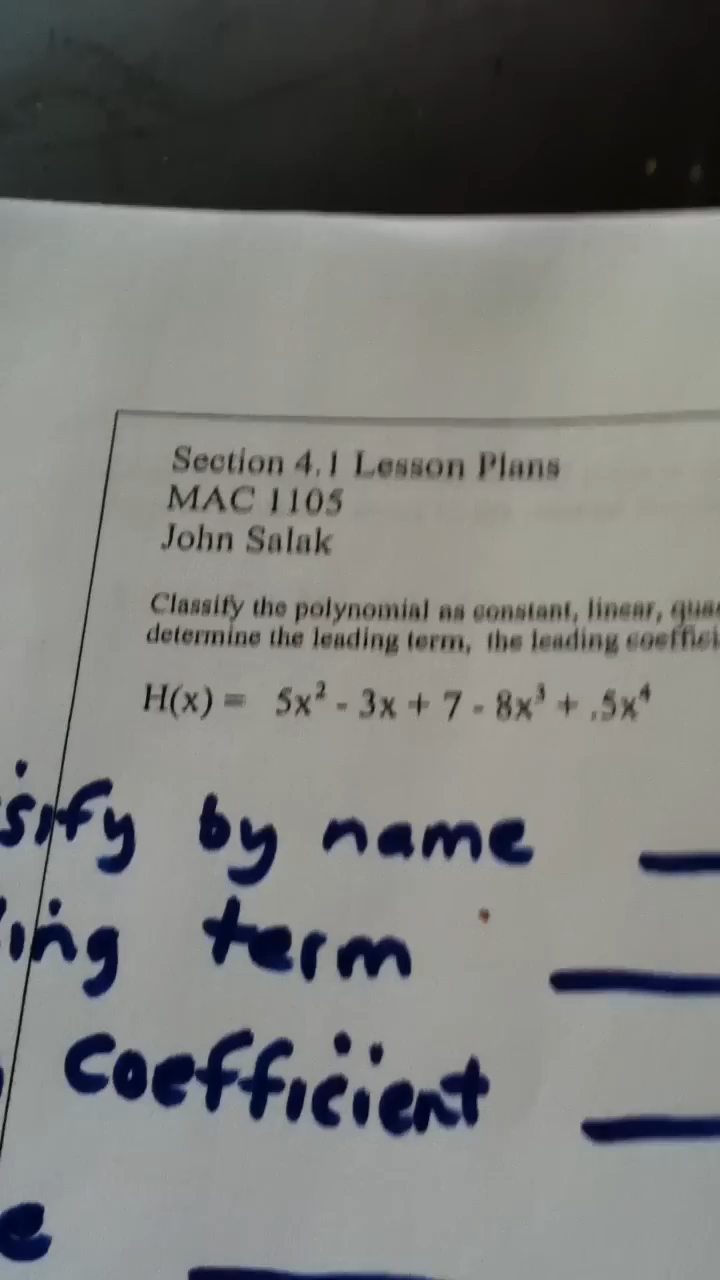 Section 4.1 Lesson Plans
MAC 1105
John Salak
Classify the polynomial as constant, linear,
determine the leading term, the leading
H(x) = 5x² - 3x + 7 - 8x³ + .5x⁴
sify by name
ing term
coefficient
e